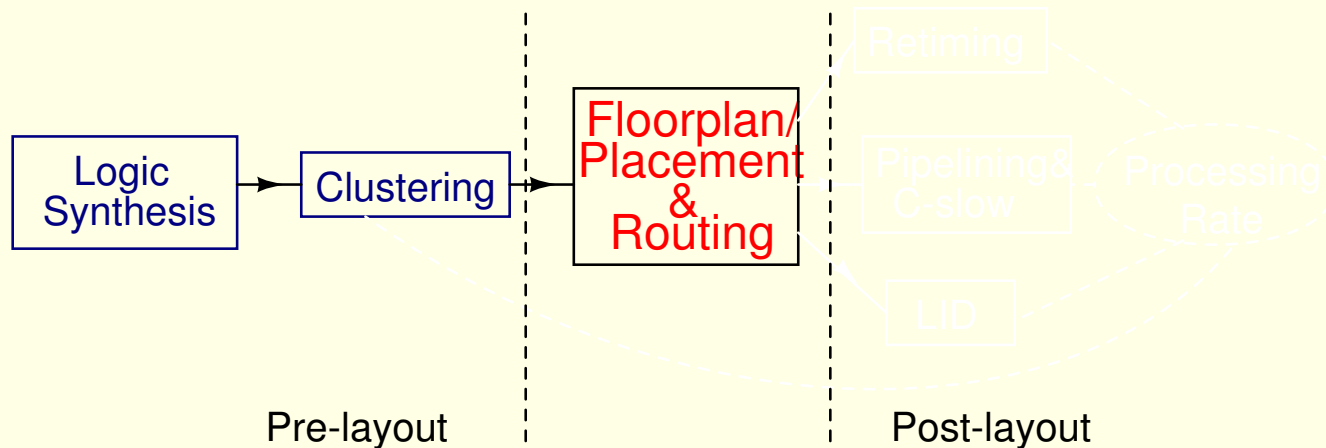 Logic
Synthesis
Clustering
Floorplan/
Placement
&
Routing
Retiming
Pipelining&
C-slow
LID
Processing
Rate
Pre-layout
Post-layout